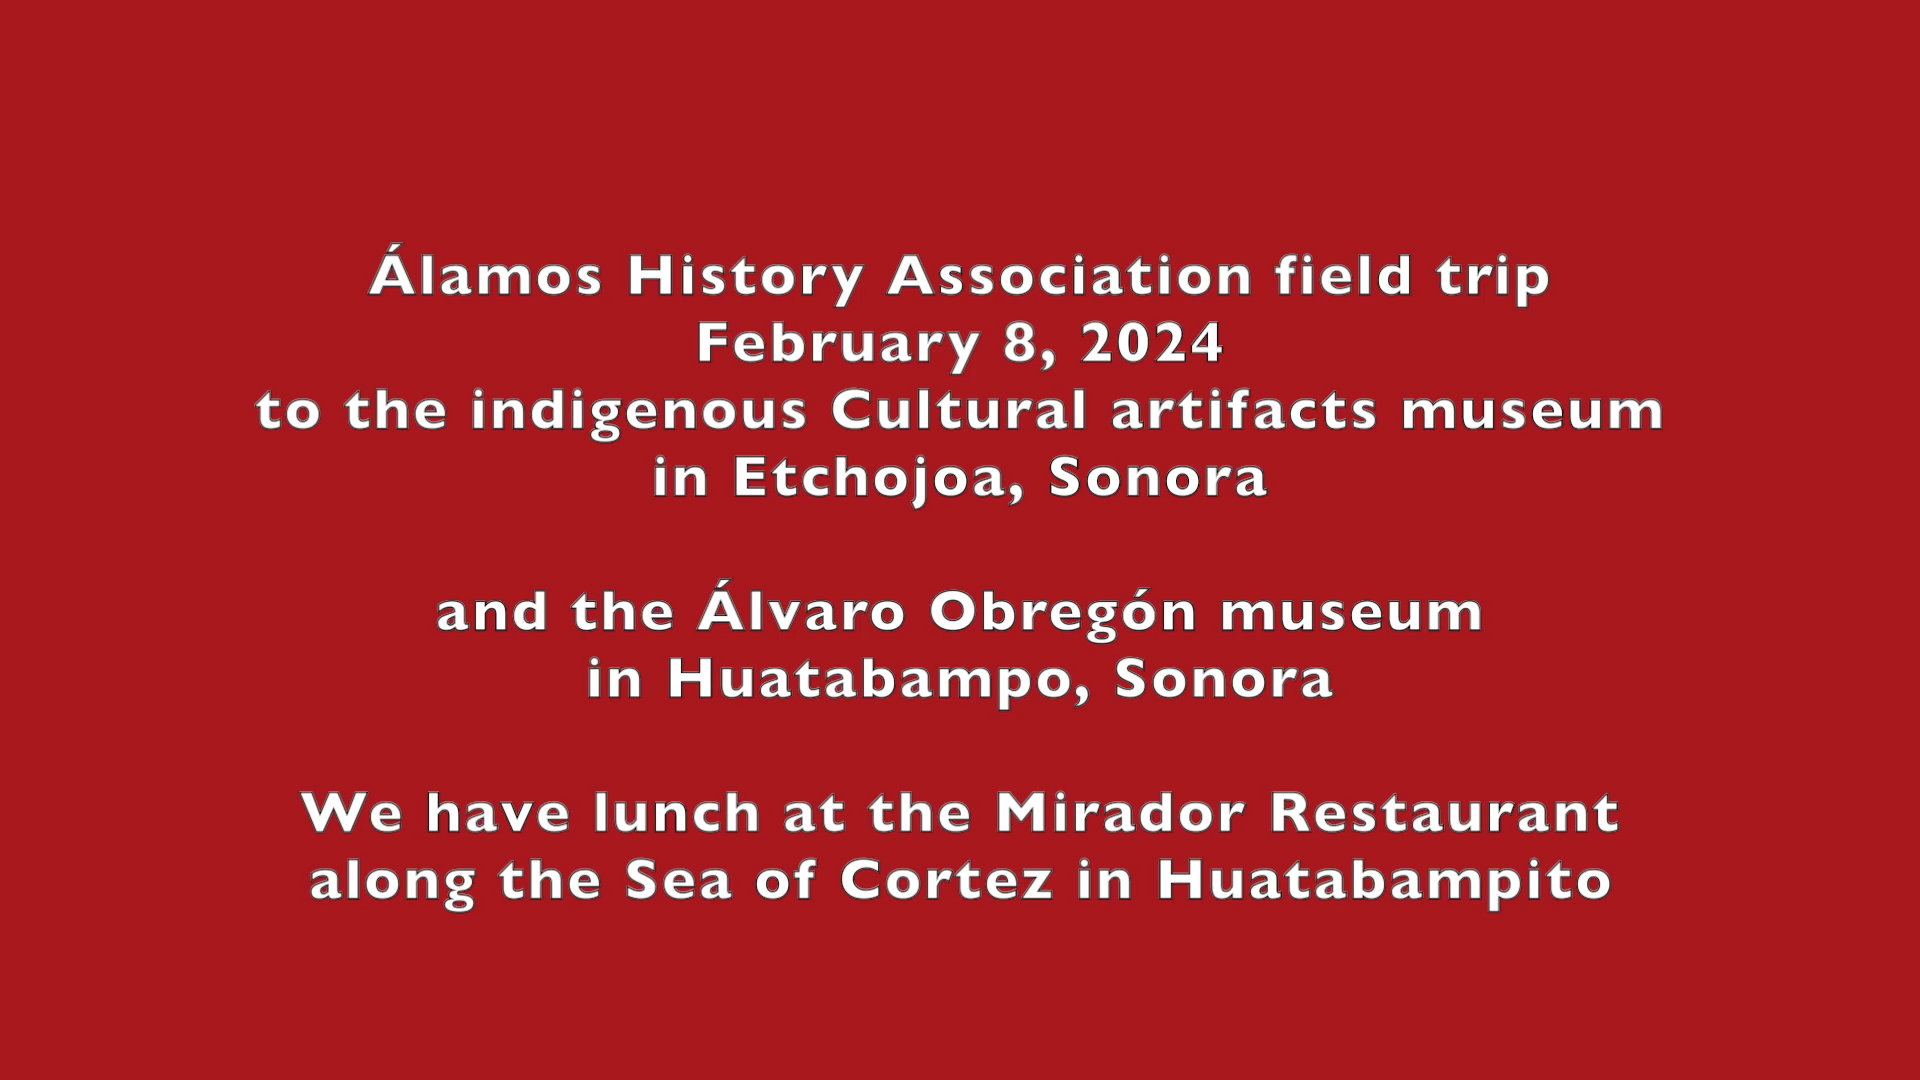 Álamos History Association field trip
February 8, 2024
to the indigenous Cultural artifacts museum
in Etchojoa, Sonora
and the Álvaro Obregón museum
in Huatabampo, Sonora
We have lunch at the Mirador Restaurant
along the Sea of Cortez in Huatabampito